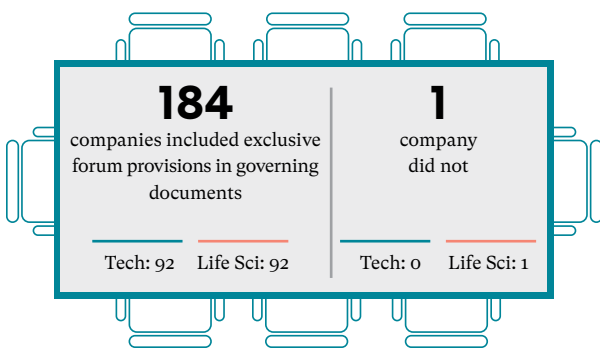 184
companies included exclusive
forum provisions in governing
documents
Tech: 92 Life Sci: 92
1
company
did not
Tech: 0 Life Sci: 1